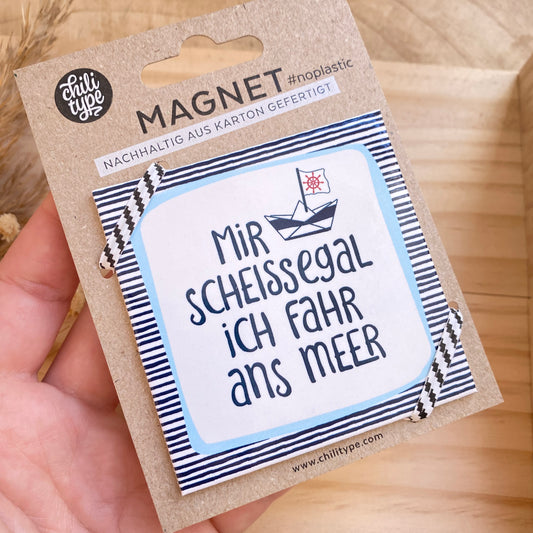 chili
type
MAGNET #noplastic
NACHHALTIG AUS KARTON GEFERTIGT
MiR
SCHEISSEGAL
iCH FAHR
ANS MEER
www.chilitype.com